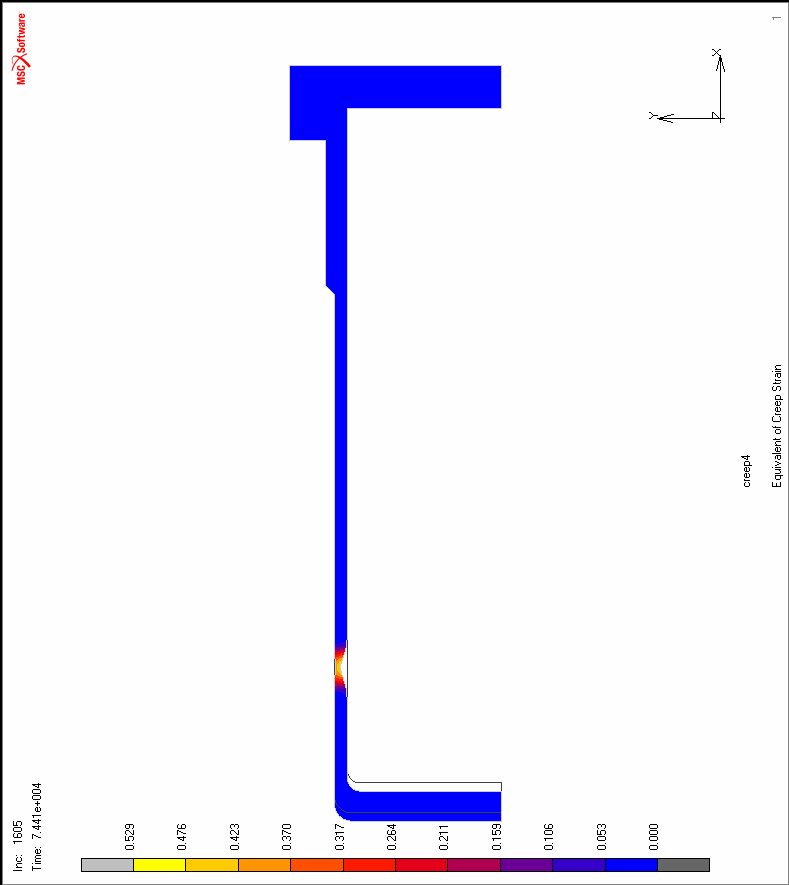 Inc: 1605
Time: 7.441e+004
MSC Software
1
0.529
0.476
0.423
0.370
0.317
0.264
0.211
0.159
0.106
0.053
0.000
Y
X
Z
creep4
Equivalent of Creep Strain